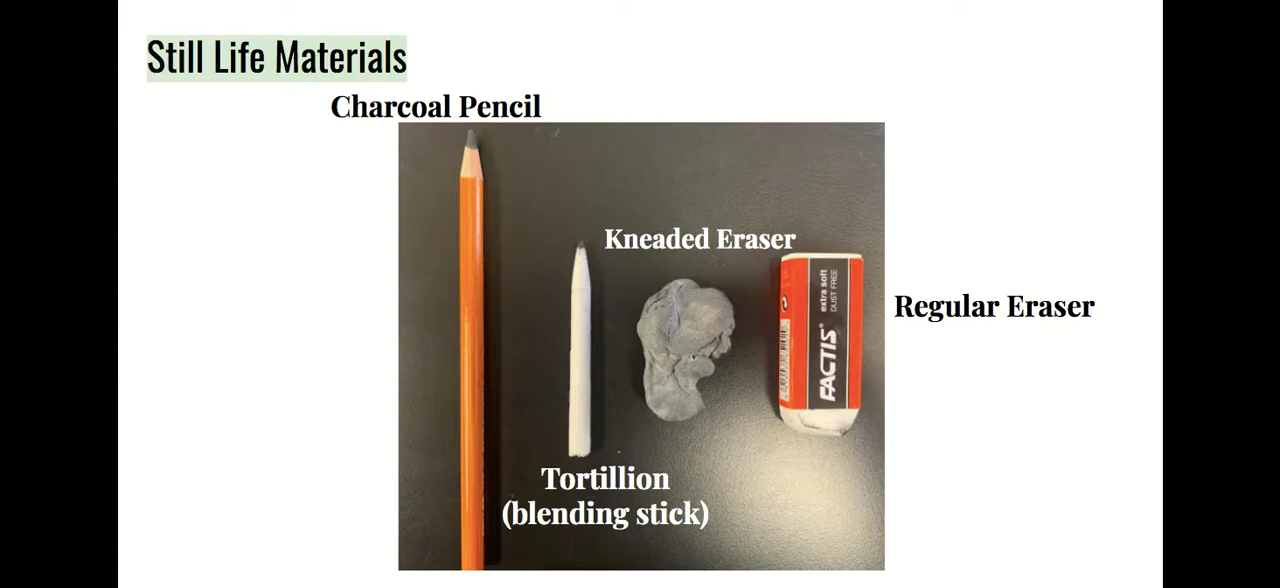 Still Life Materials
Charcoal Pencil
Kneaded Eraser
Regular Eraser
FACTIS®
extra soft
DUST FREE
Tortillion
(blending stick)